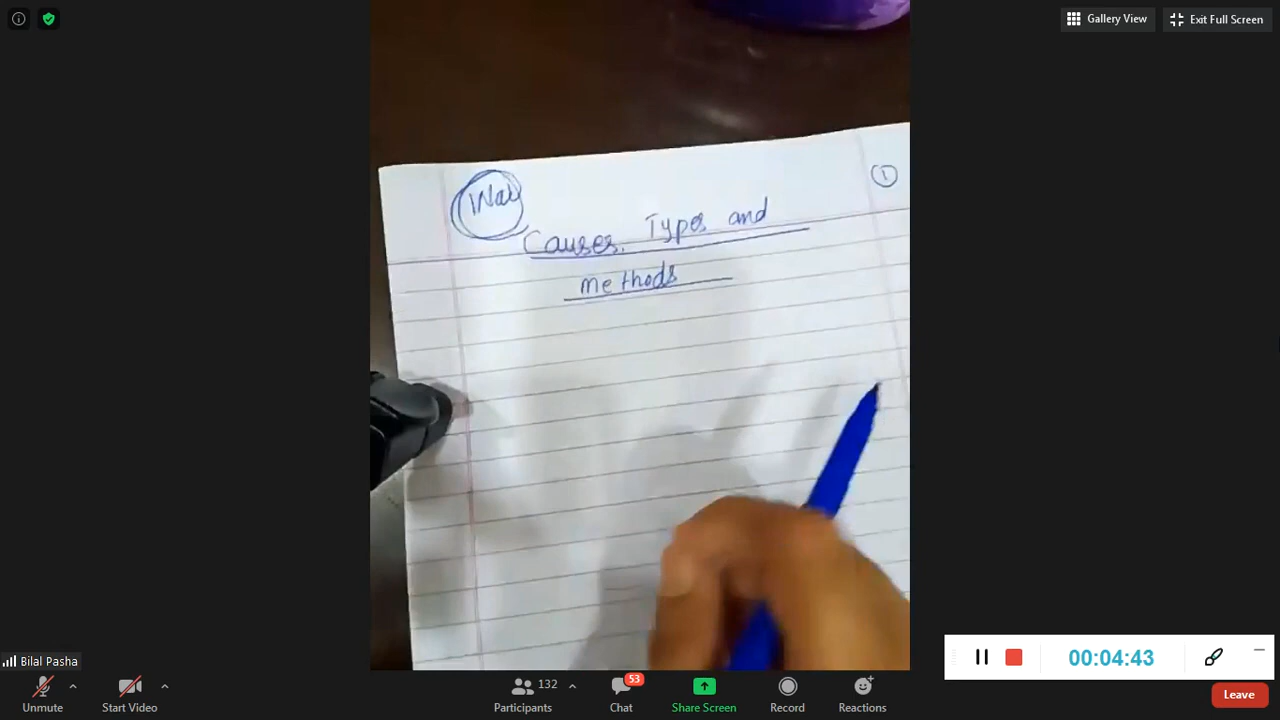 Gallery View
Exit Full Screen
①
Causes. Types and
methods
Bilal Pasha
00:04:43
132
53
Unmute
Start Video
Participants
Chat
Share Screen
Record
Reactions
Leave